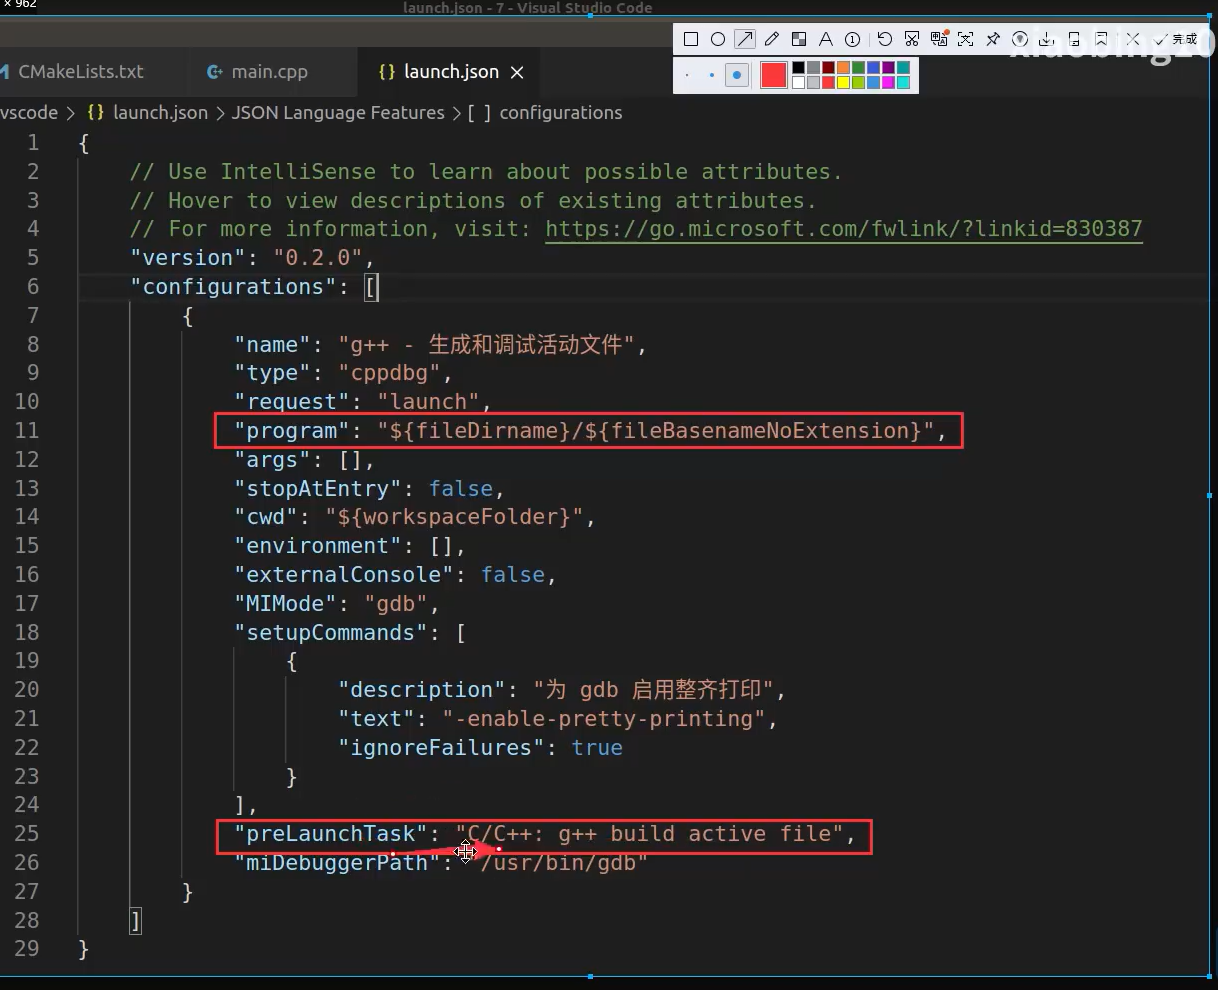 × 962
launch.json - 7 - Visual Studio Code
完成
CMakeLists.txt
main.cpp
{} launch.json
vscode > {} launch.json > JSON Language Features > [ ] configurations
1 {
2 // Use IntelliSense to learn about possible attributes.
3 // Hover to view descriptions of existing attributes.
4 // For more information, visit: https://go.microsoft.com/fwlink/?linkid=830387
5 "version": "0.2.0",
6 "configurations": [
7 {
8 "name": "g++ - 生成和调试活动文件",
9 "type": "cppdbg",
10 "request": "launch",
11 "program": "${fileDirname}/${fileBasenameNoExtension}",
12 "args": [],
13 "stopAtEntry": false,
14 "cwd": "${workspaceFolder}",
15 "environment": [],
16 "externalConsole": false,
17 "MIMode": "gdb",
18 "setupCommands": [
19 {
20 "description": "为 gdb 启用整齐打印",
21 "text": "-enable-pretty-printing",
22 "ignoreFailures": true
23 }
24 ],
25 "preLaunchTask": "C/C++: g++ build active file",
26 "miDebuggerPath": "/usr/bin/gdb"
27 }
28 ]
29 }